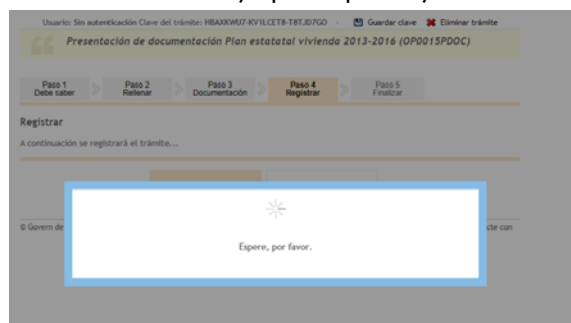 Usuario: Sin autenticación Clave del trámite: HBAXKWU7-KV1LCET8-T8TJD7GO - Guardar clave Eliminar trámite
Presentación de documentación Plan estatatal vivienda 2013-2016 (OP0015PDOC)
Paso 1 Paso 2 Paso 3 Paso 4 Paso 5
Debe saber Rellenar Documentación Registrar Finalizar
Registrar
A continuación se registrará el trámite...
© Govern de cte con
Espere, por favor.